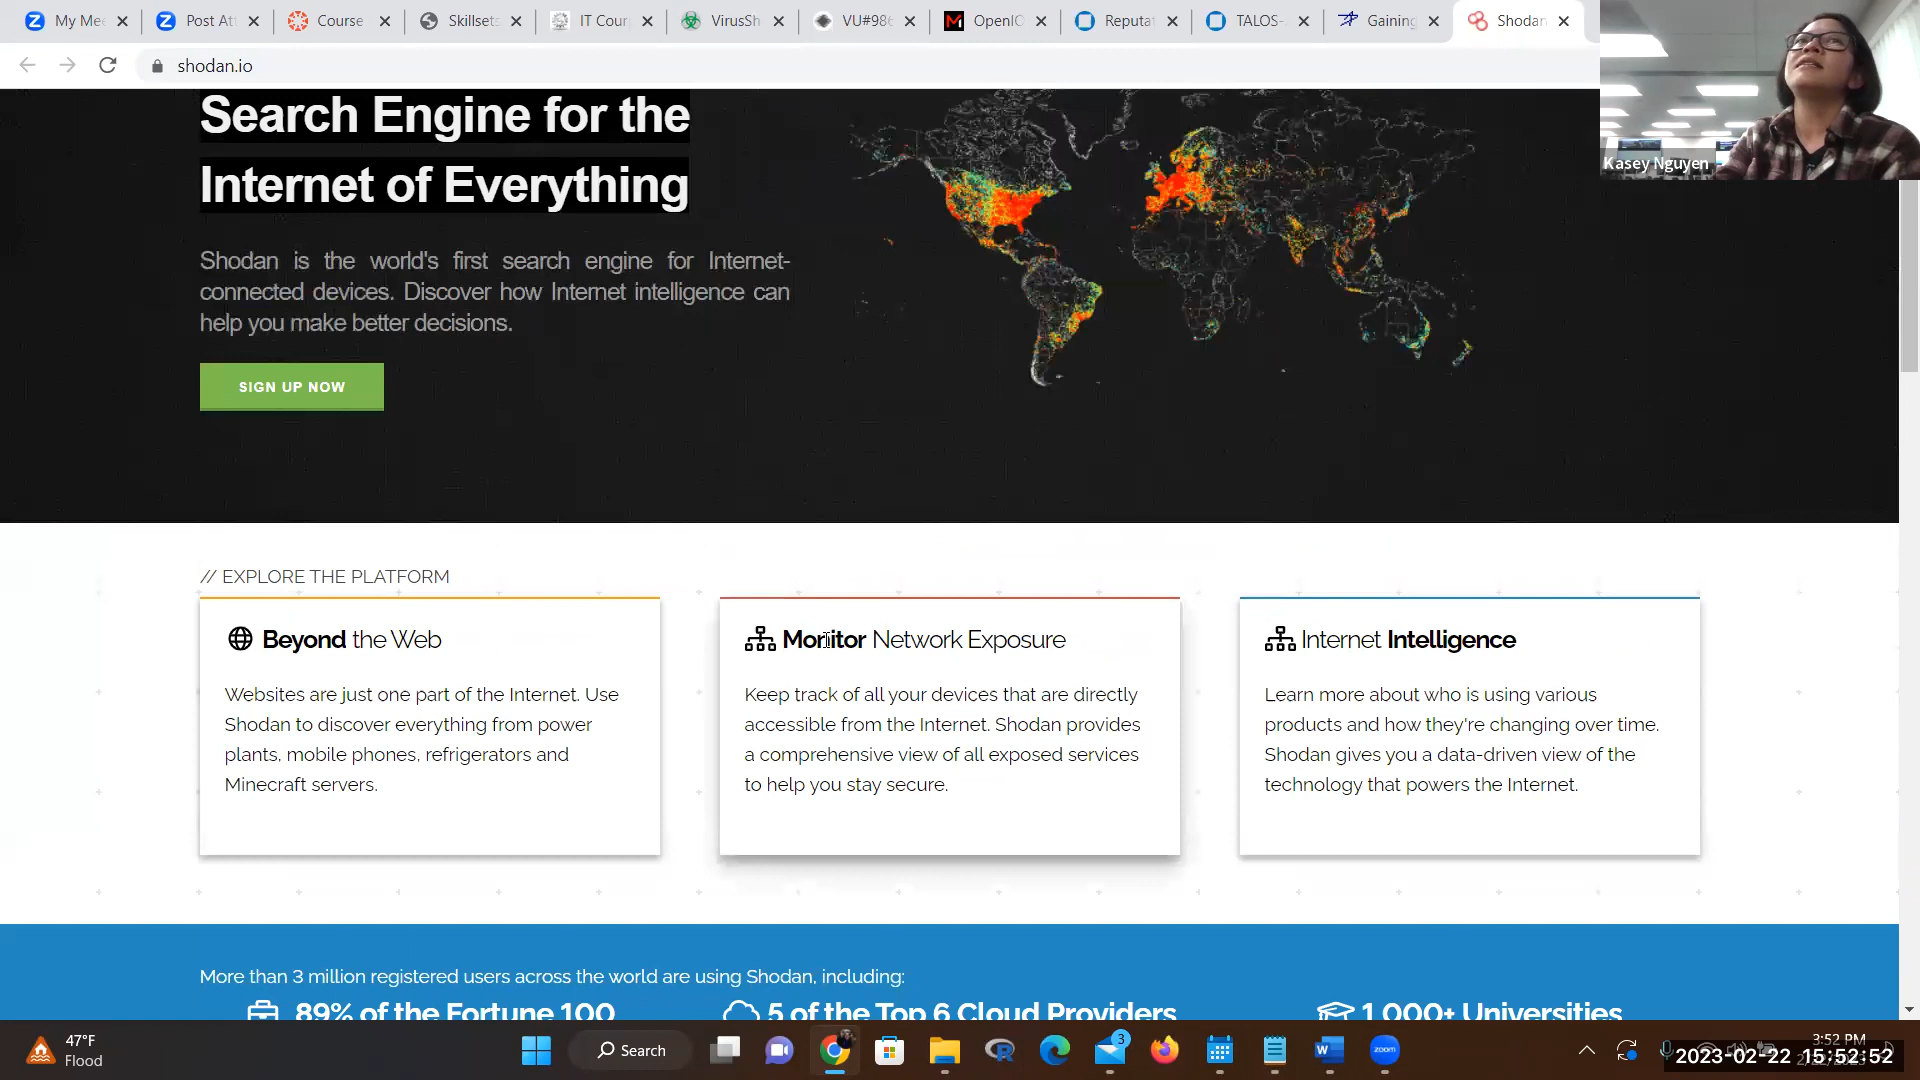 My Mee
Post Att
Course
Skillsets
IT Cour
VirusSh
VU#986
OpenIO
Reputat
TALOS-
Gaining
Shodan
shodan.io
Kasey Nguyen
Search Engine for the
Internet of Everything
Shodan is the world's first search engine for Internet-
connected devices. Discover how Internet intelligence can
help you make better decisions.
SIGN UP NOW
// EXPLORE THE PLATFORM
Beyond the Web
Websites are just one part of the Internet. Use
Shodan to discover everything from power
plants, mobile phones, refrigerators and
Minecraft servers.
Monitor Network Exposure
Keep track of all your devices that are directly
accessible from the Internet. Shodan provides
a comprehensive view of all exposed services
to help you stay secure.
Internet Intelligence
Learn more about who is using various
products and how they're changing over time.
Shodan gives you a data-driven view of the
technology that powers the Internet.
More than 3 million registered users across the world are using Shodan, including:
89% of the Fortune 100
5 of the Top 6 Cloud Providers
1,000+ Universities
47°F
Flood
Search
3
zoom
3:52 PM
2023-02-22 15:52:52